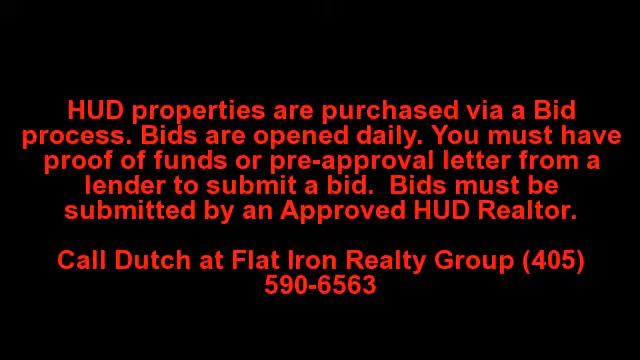 HUD properties are purchased via a Bid
process. Bids are opened daily. You must have
proof of funds or pre-approval letter from a
lender to submit a bid.  Bids must be
submitted by an Approved HUD Realtor.
Call Dutch at Flat Iron Realty Group (405)
590-6563